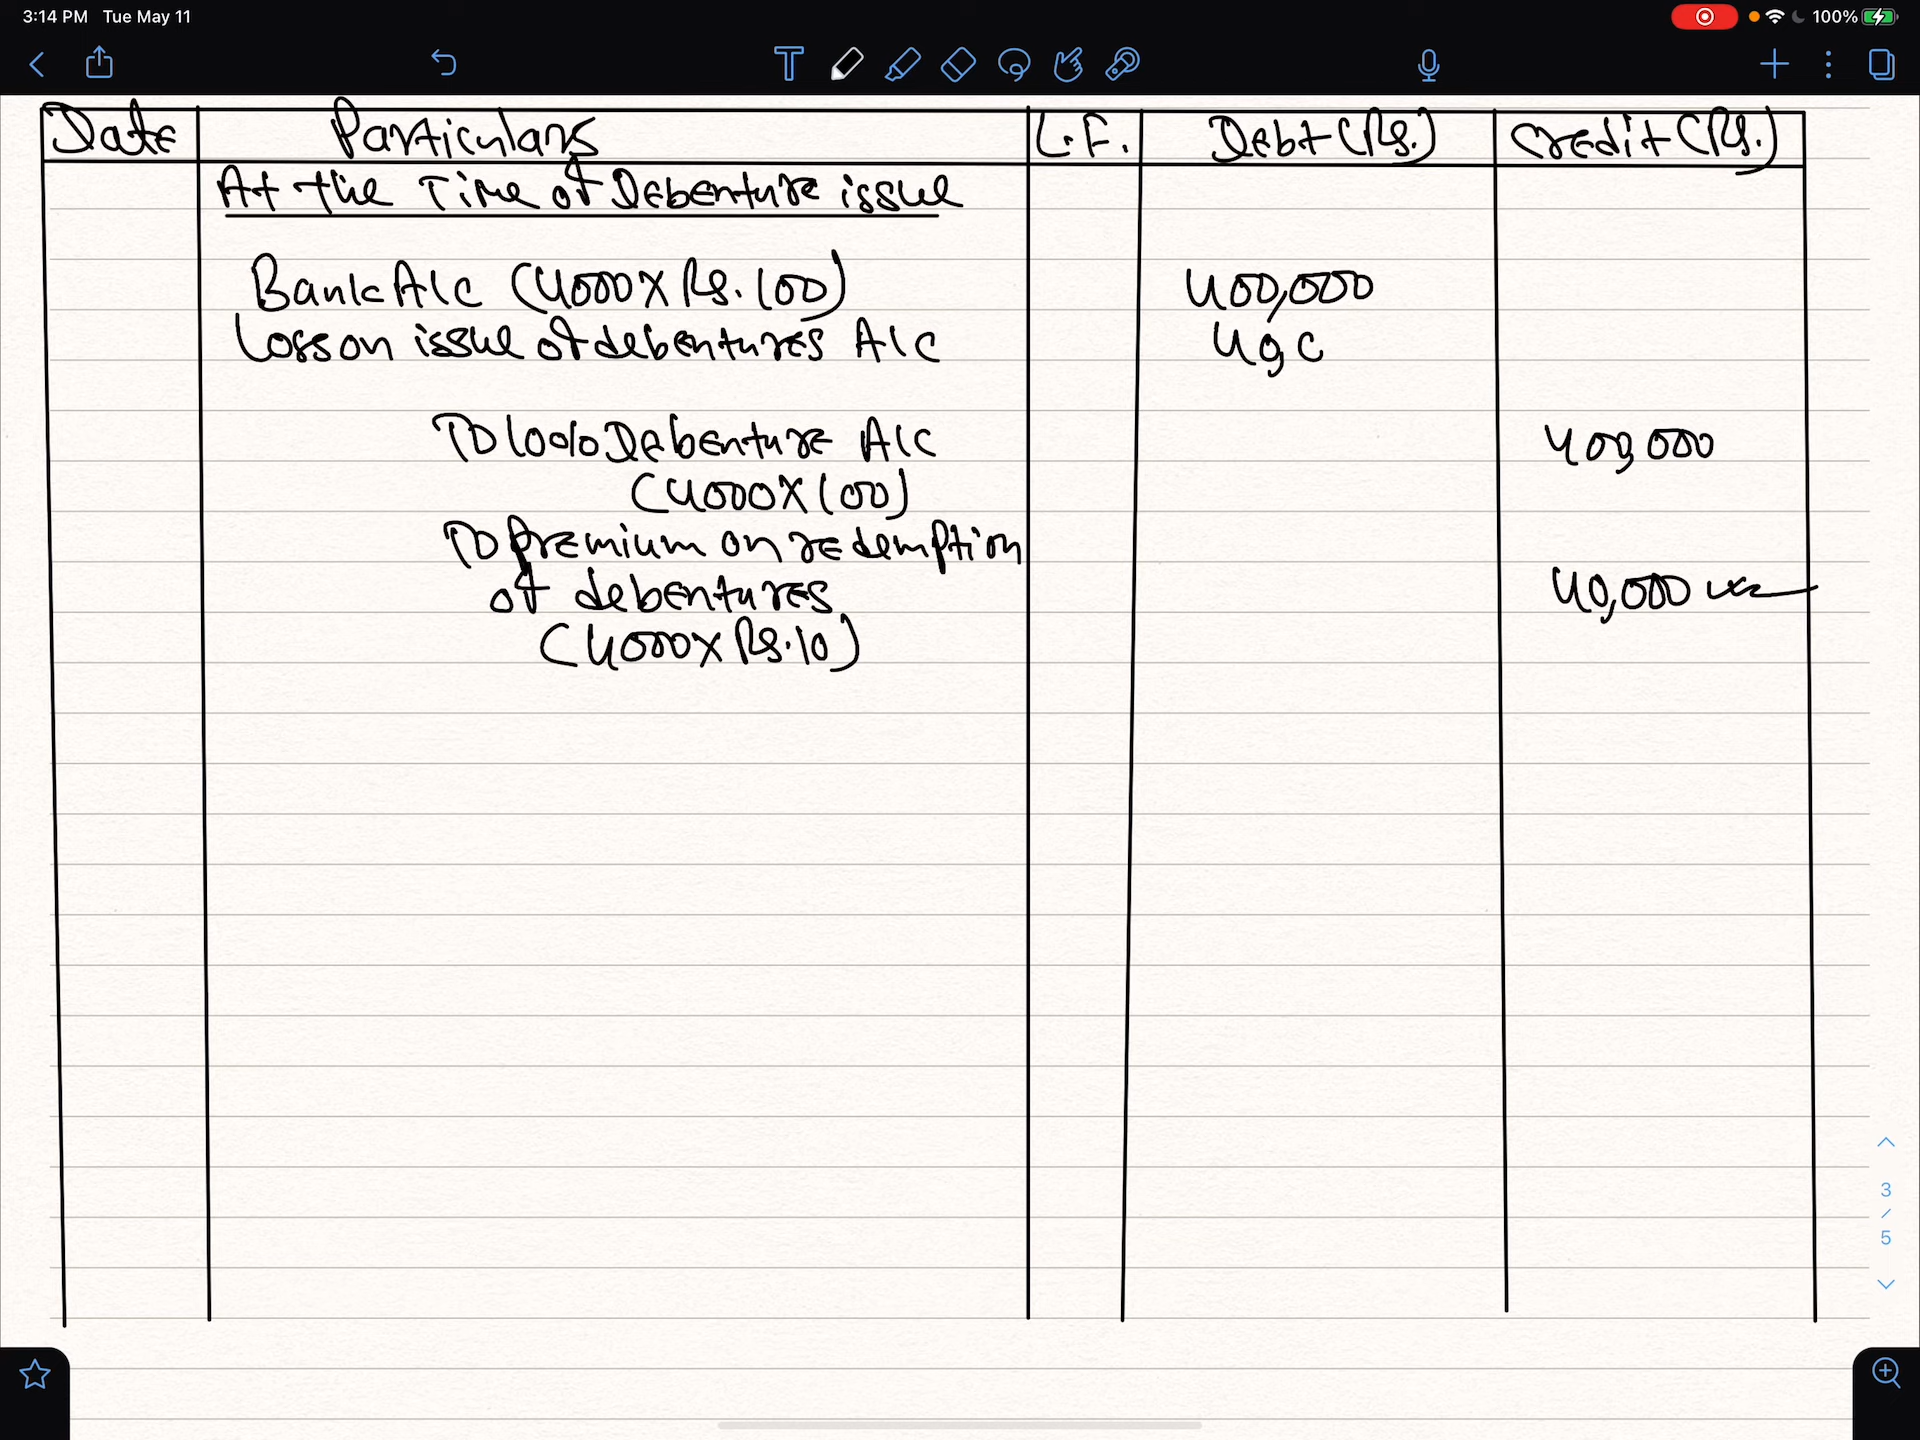 3:14 PM Tue May 11
100%
Date Particulars L.F. Debt (Rs.) Credit (Rs.)
At the Time of Debenture issue
Bank A/c (4000 X Rs. 100) 400,000
Loss on issue of debentures A/c 40,0
To 10% Debenture A/c 400,000
(4000 X 100)
To premium on redemption
of debentures 40,000
(4000 X Rs. 10)
3
/
5